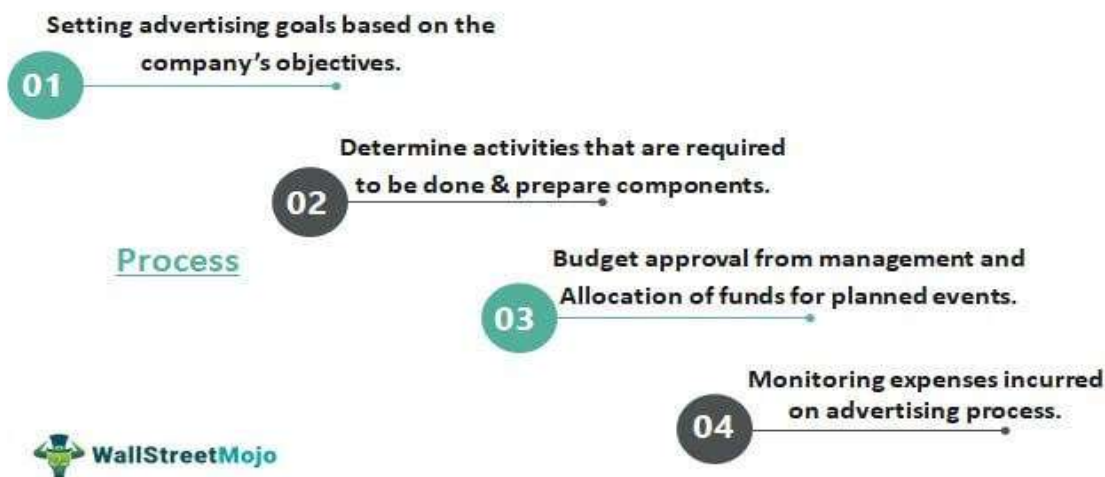 Setting advertising goals based on the
company's objectives.
01
Determine activities that are required
to be done & prepare components.
02
Process
Budget approval from management and
Allocation of funds for planned events.
03
Monitoring expenses incurred
on advertising process.
04
WallStreetMojo